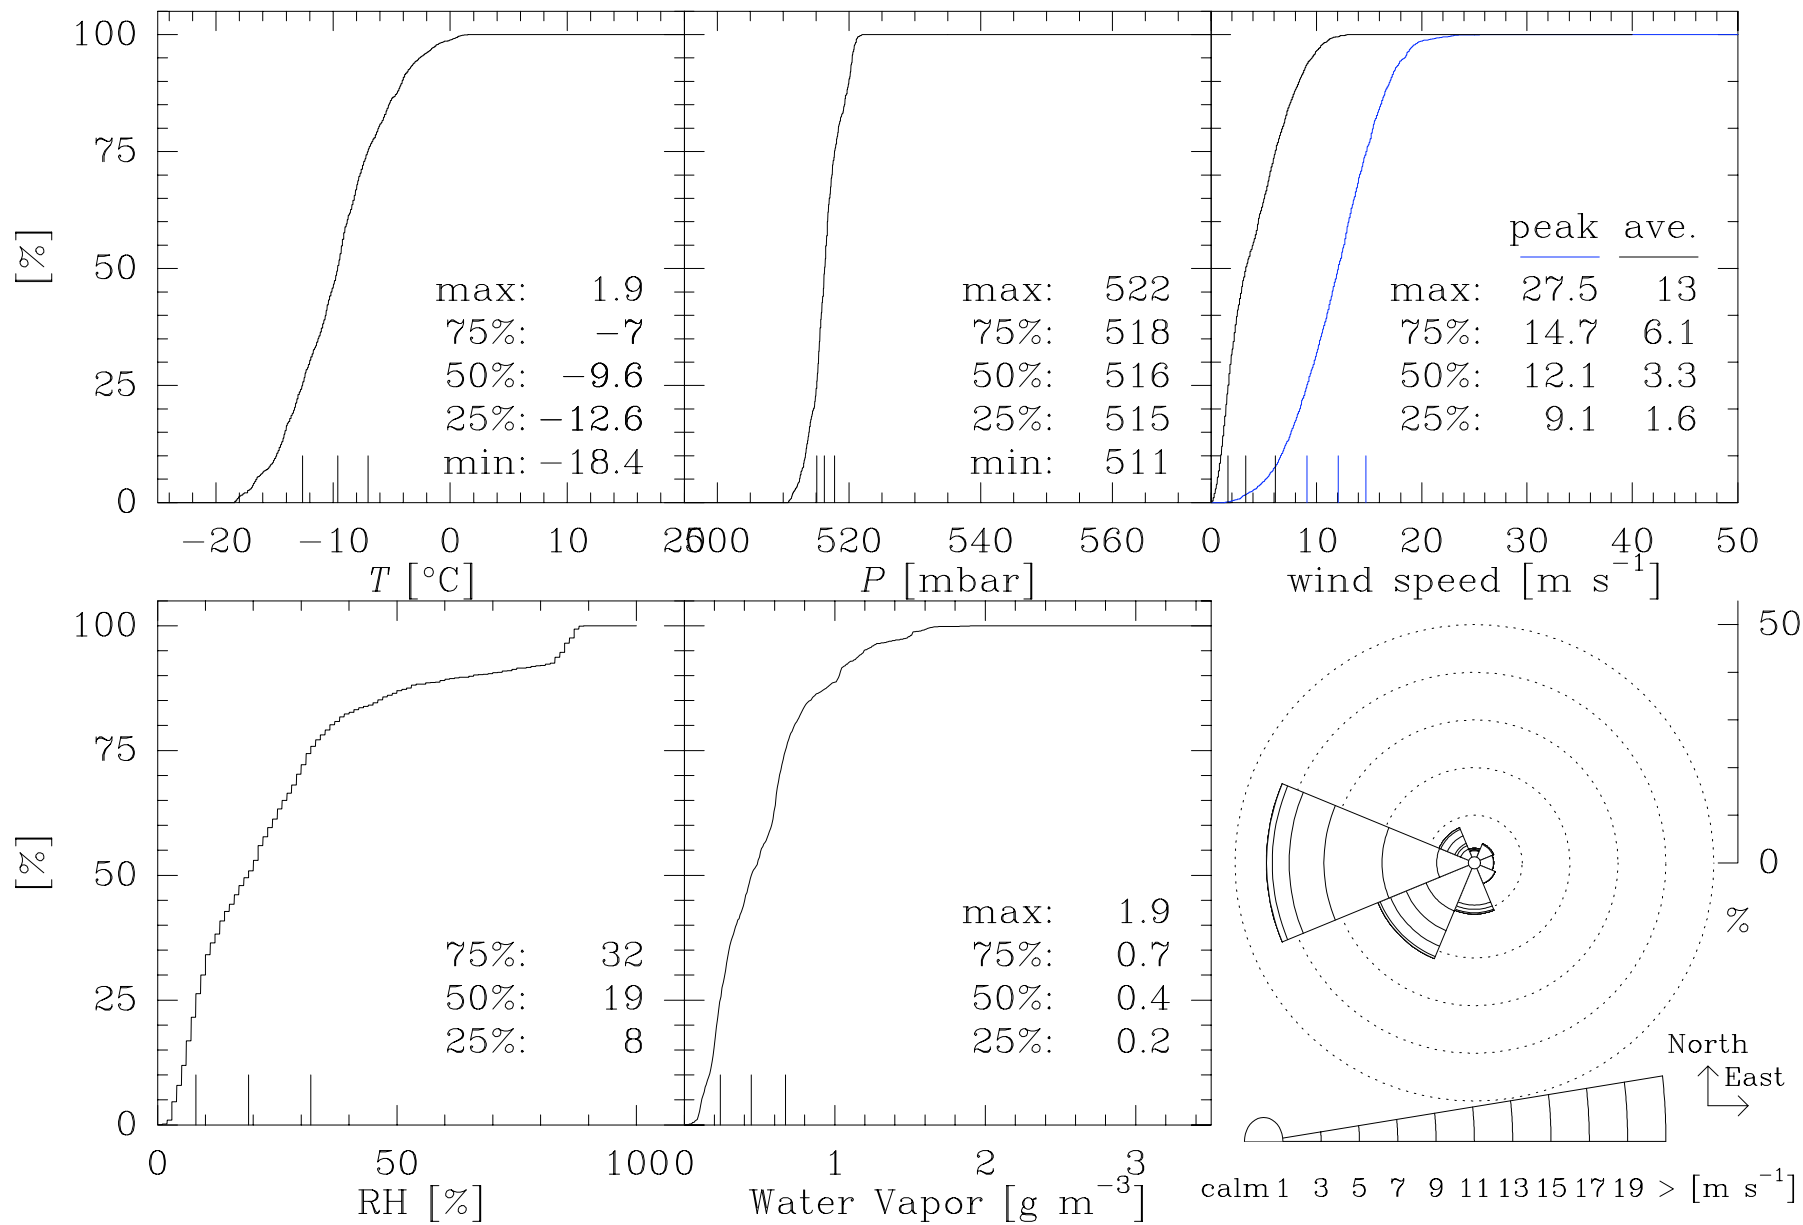 100
75
50
25
0
[%]
max: 1.9
75%: −7
50%: −9.6
25%: −12.6
min: −18.4
−20 −10 0 10 20
T [°C]
max: 522
75%: 518
50%: 516
25%: 515
min: 511
500 520 540 560
P [mbar]
peak ave.
max: 27.5 13
75%: 14.7 6.1
50%: 12.1 3.3
25%: 9.1 1.6
0 10 20 30 40 50
wind speed [m s⁻¹]
100
75
50
25
0
[%]
75%: 32
50%: 19
25%: 8
0 50 100
RH [%]
max: 1.9
75%: 0.7
50%: 0.4
25%: 0.2
0 1 2 3
Water Vapor [g m⁻³]
50
0
%
North
East
calm 1 3 5 7 9 11 13 15 17 19 > [m s⁻¹]